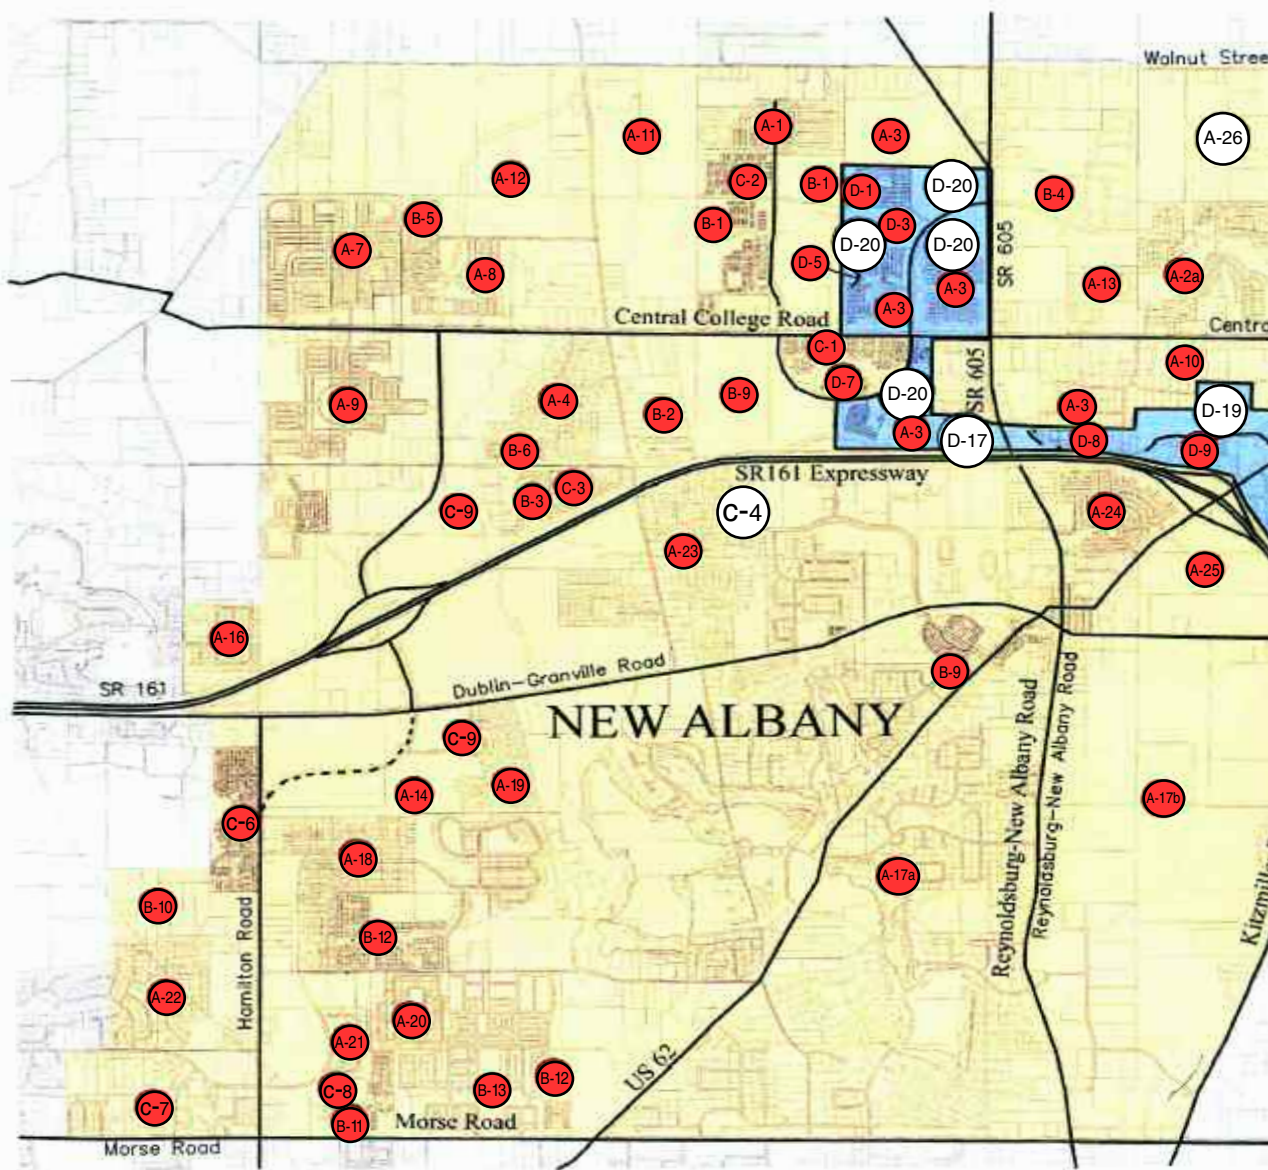 Walnut Stree
A-11
A-1
A-3
A-26
A-12
C-2
B-1
D-1
D-20
B-4
B-5
B-1
D-3
A-7
D-20
D-20
SR 605
A-8
D-5
A-13
A-2a
A-3
A-3
Central College Road
Centra
C-1
SR 605
A-10
D-7
A-9
A-4
B-2
B-9
D-20
A-3
D-19
B-6
A-3
D-17
D-8
D-9
SR161 Expressway
C-3
B-3
C-9
C-4
A-24
A-23
A-25
A-16
SR 161
Dublin-Granville Road
B-9
NEW ALBANY
Reynoldsburg-New Albany Road
Reynoldsburg-New Albany Road
C-9
A-14
A-19
A-17b
C-6
A-18
A-17a
B-10
Hamilton Road
B-12
Kitzmill
A-22
A-20
A-21
US 62
C-8
B-13
B-12
C-7
B-11
Morse Road
Morse Road